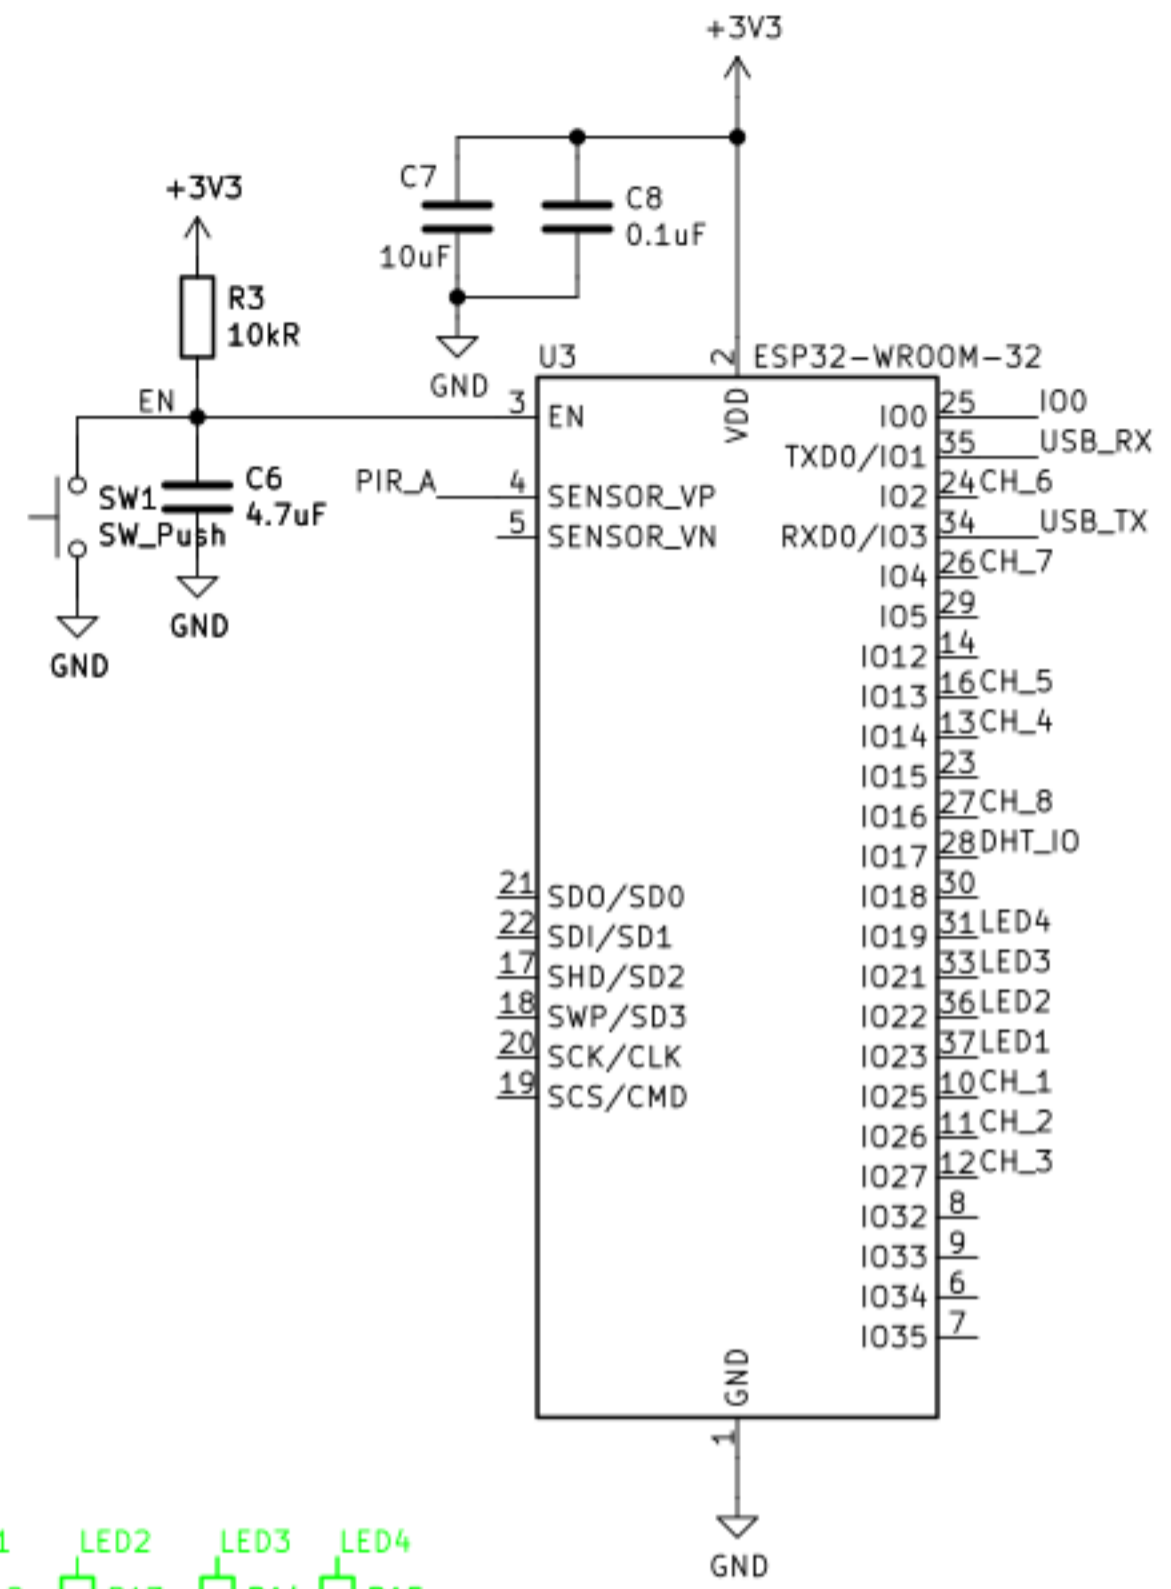 +3V3
C7
10uF
C8
0.1uF
GND
+3V3
R3
10kR
EN
SW1
SW_Push
C6
4.7uF
GND
GND
U3
ESP32-WROOM-32
2
VDD
3
EN
PIR_A
4
SENSOR_VP
5
SENSOR_VN
21
SDO/SD0
22
SDI/SD1
17
SHD/SD2
18
SWP/SD3
20
SCK/CLK
19
SCS/CMD
IO0
25
IO0
TXD0/IO1
35
USB_RX
IO2
24
CH_6
RXD0/IO3
34
USB_TX
IO4
26
CH_7
IO5
29
IO12
14
IO13
16
CH_5
IO14
13
CH_4
IO15
23
IO16
27
CH_8
IO17
28
DHT_IO
IO18
30
IO19
31
LED4
IO21
33
LED3
IO22
36
LED2
IO23
37
LED1
IO25
10
CH_1
IO26
11
CH_2
IO27
12
CH_3
IO32
8
IO33
9
IO34
6
IO35
7
GND
1
GND
LED2
LED3
LED4